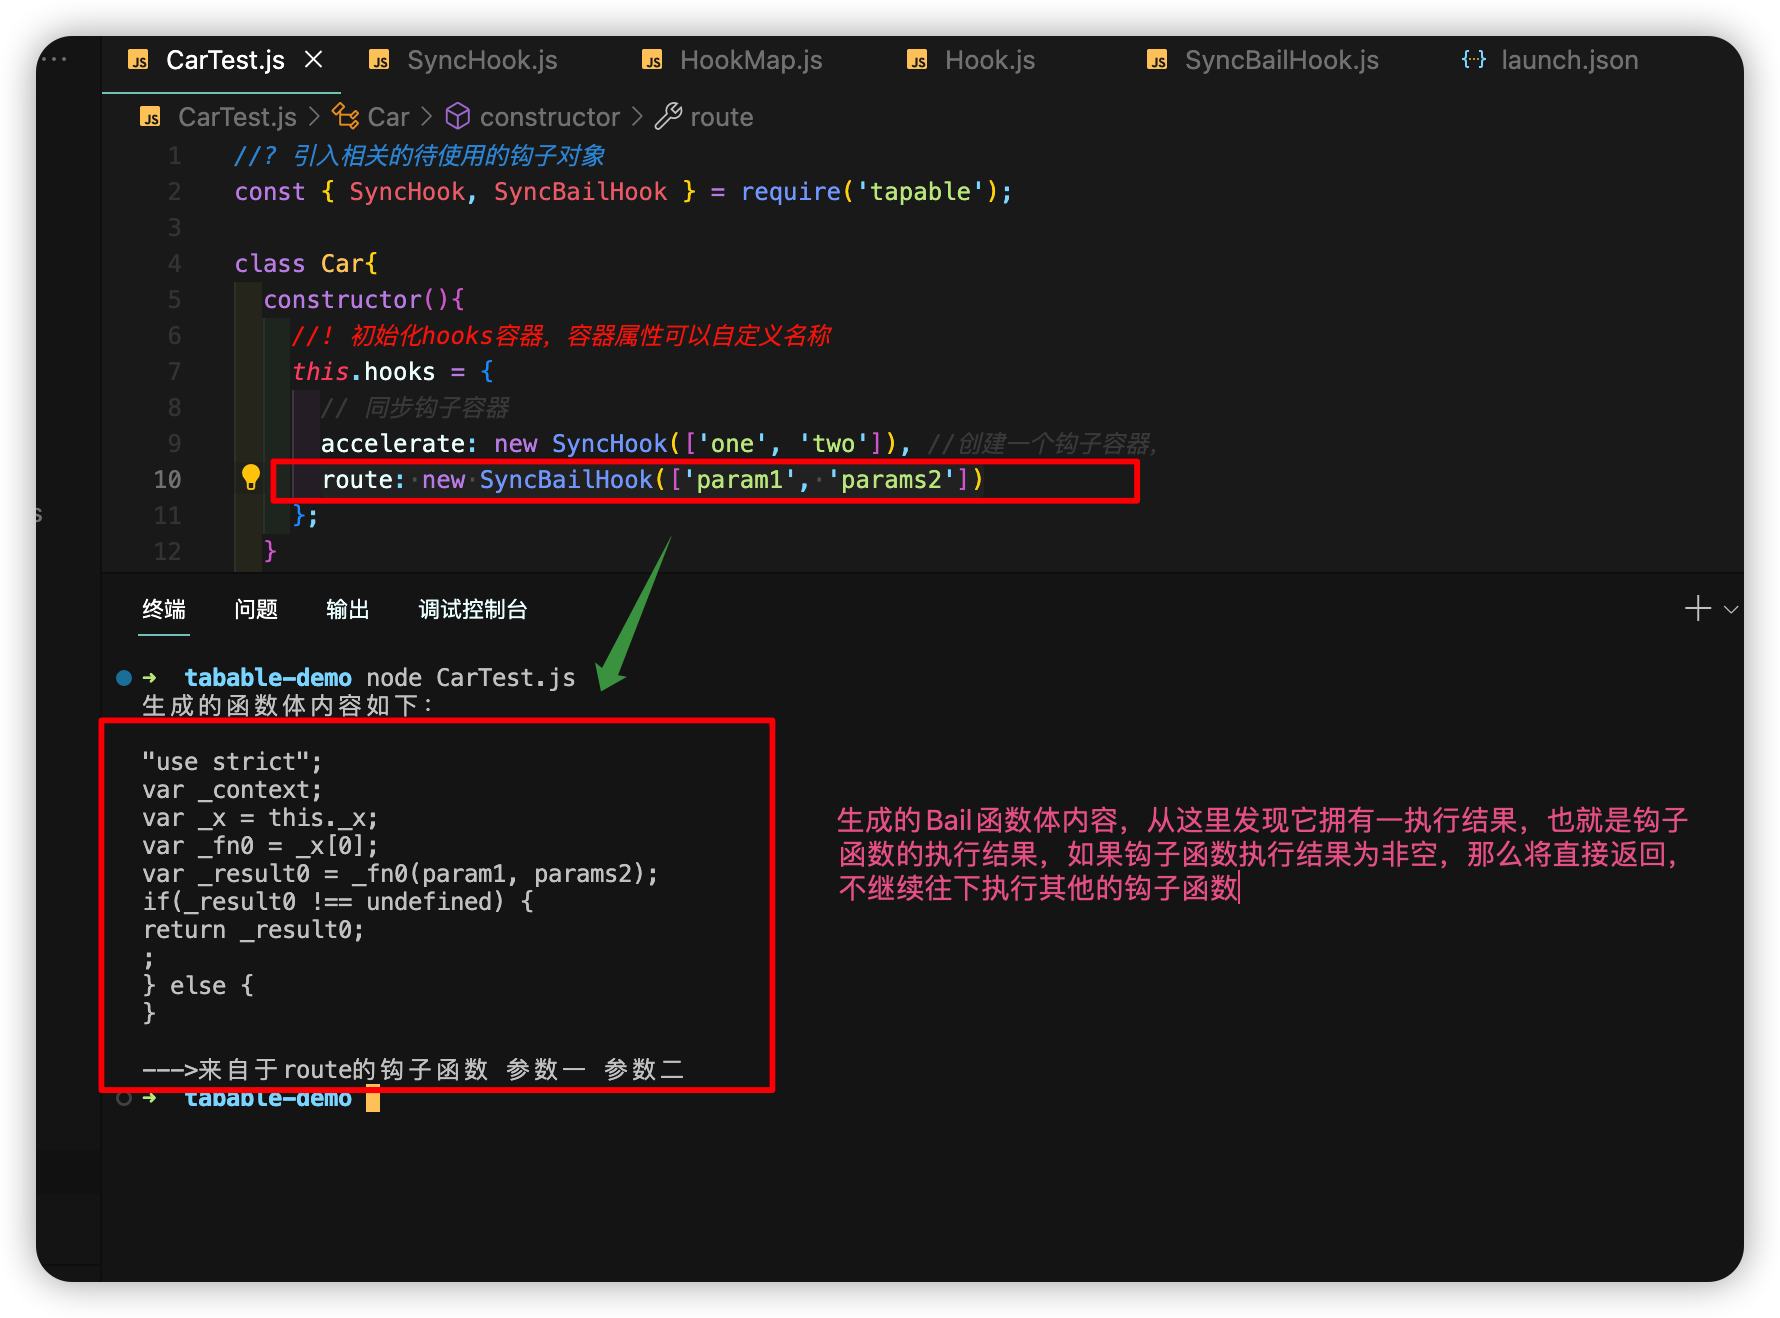 CarTest.js
SyncHook.js
HookMap.js
Hook.js
SyncBailHook.js
launch.json
CarTest.js > Car > constructor > route
1 //? 引入相关的待使用的钩子对象
2 const { SyncHook, SyncBailHook } = require('tapable');
3
4 class Car{
5 constructor(){
6 //! 初始化hooks容器，容器属性可以自定义名称
7 this.hooks = {
8 // 同步钩子容器
9 accelerate: new SyncHook(['one', 'two']), //创建一个钩子容器,
10 route: new SyncBailHook(['param1', 'params2'])
11 };
12 }
终端 问题 输出 调试控制台
➜ tabable-demo node CarTest.js
生成的函数体内容如下：
"use strict";
var _context;
var _x = this._x;
var _fn0 = _x[0];
var _result0 = _fn0(param1, params2);
if(_result0 !== undefined) {
return _result0;
;
} else {
}
--->来自于route的钩子函数 参数一 参数二
➜ tabable-demo
生成的Bail函数体内容，从这里发现它拥有一执行结果，也就是钩子
函数的执行结果，如果钩子函数执行结果为非空，那么将直接返回，
不继续往下执行其他的钩子函数